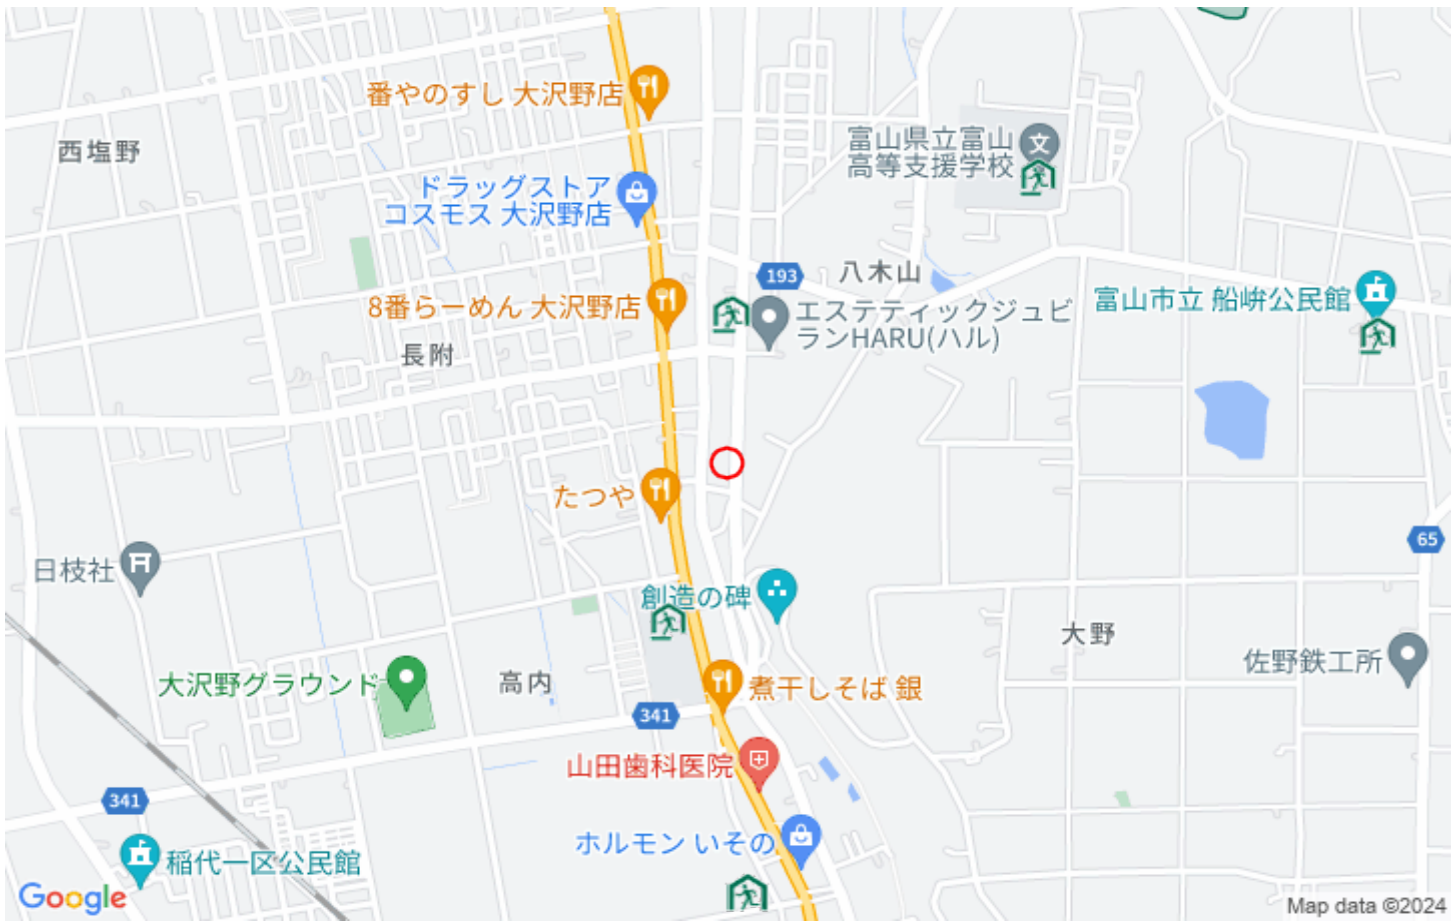 番やのすし 大沢野店
富山県立富山
高等支援学校
西塩野
ドラッグストア
コスモス 大沢野店
193
八木山
富山市立 船峅公民館
8番らーめん 大沢野店
エステティックジュビ
ランHARU(ハル)
長附
たつや
65
日枝社
創造の碑
大野
佐野鉄工所
大沢野グラウンド
高内
煮干しそば 銀
341
山田歯科医院
341
ホルモン いその
稲代一区公民館
Google
Map data ©2024